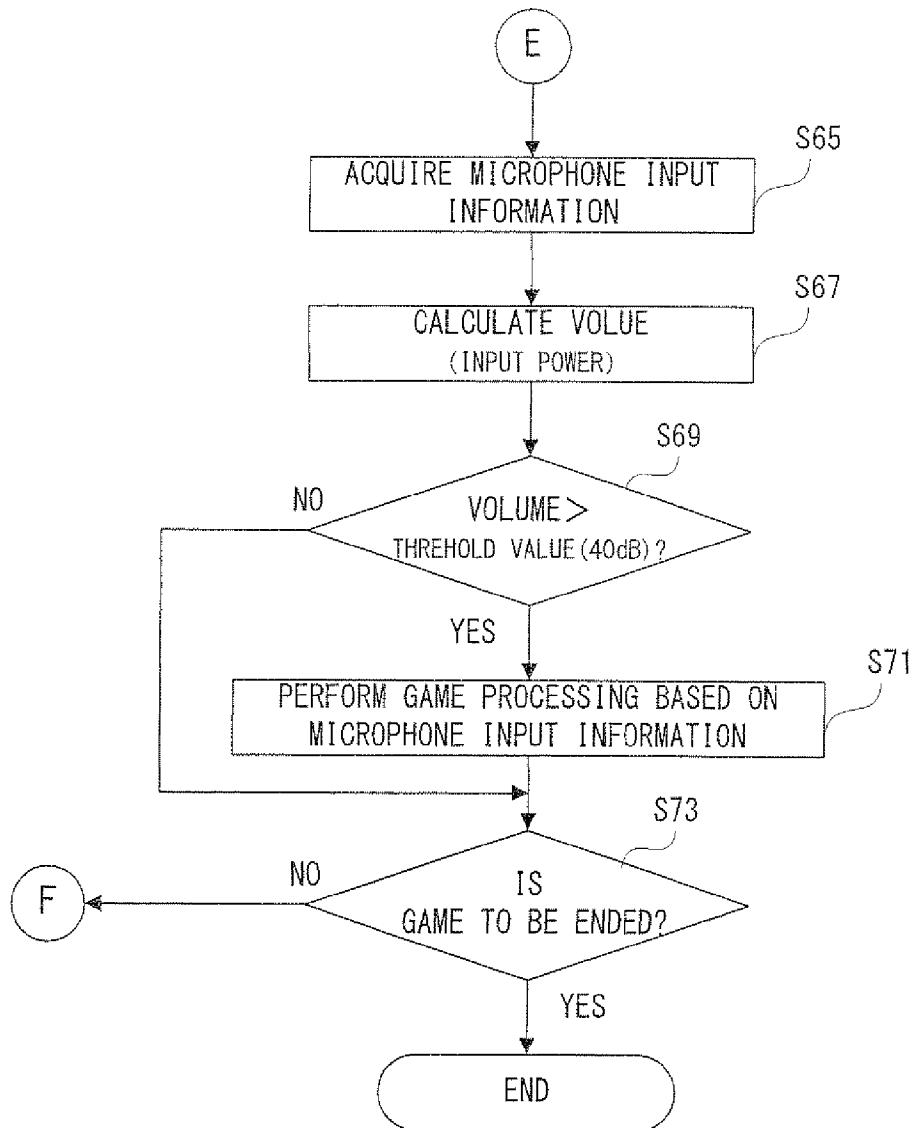 E
S65
ACQUIRE MICROPHONE INPUT
INFORMATION
S67
CALCULATE VOLUE
(INPUT POWER)
S69
NO
VOLUME>
THREHOLD VALUE(40dB)?
YES
S71
PERFORM GAME PROCESSING BASED ON
MICROPHONE INPUT INFORMATION
S73
NO
F
IS
GAME TO BE ENDED?
YES
END